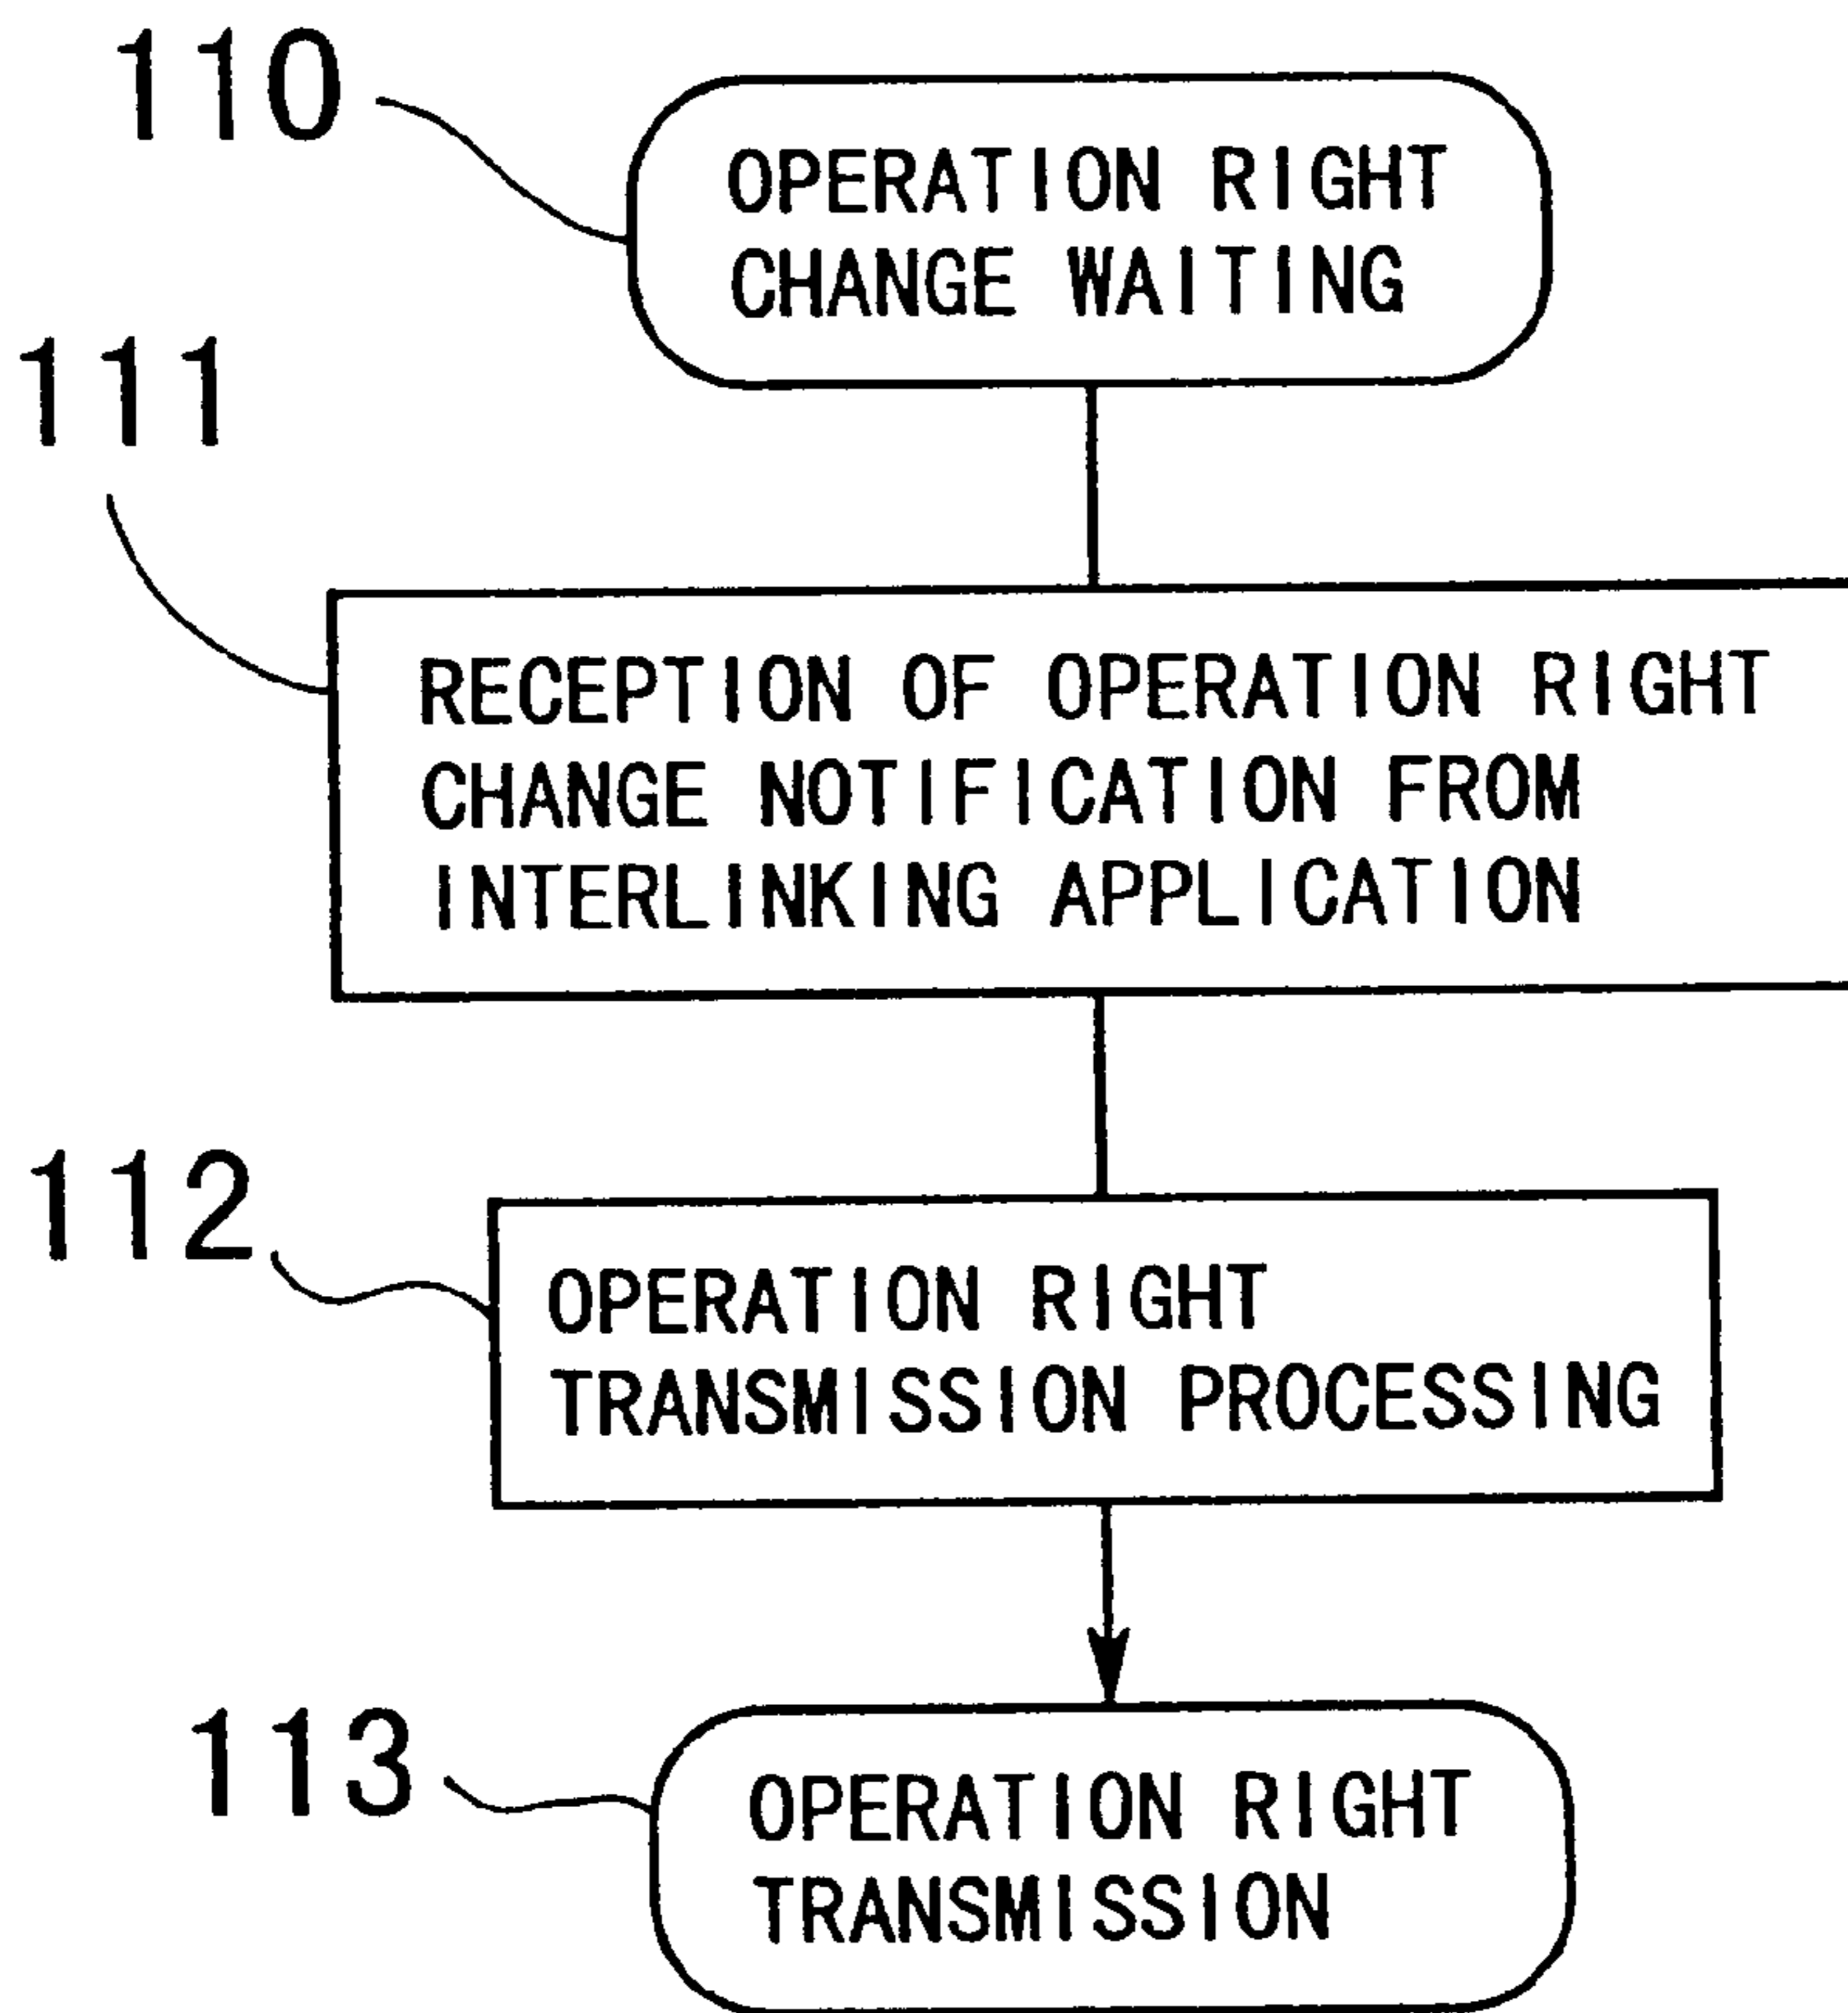 110
OPERATION RIGHT
CHANGE WAITING
111
RECEPTION OF OPERATION RIGHT
CHANGE NOTIFICATION FROM
INTERLINKING APPLICATION
112
OPERATION RIGHT
TRANSMISSION PROCESSING
113
OPERATION RIGHT
TRANSMISSION